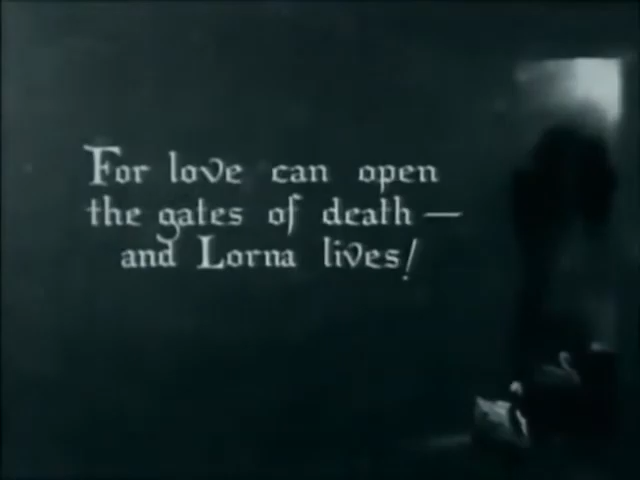 For love can open
the gates of death —
and Lorna lives!